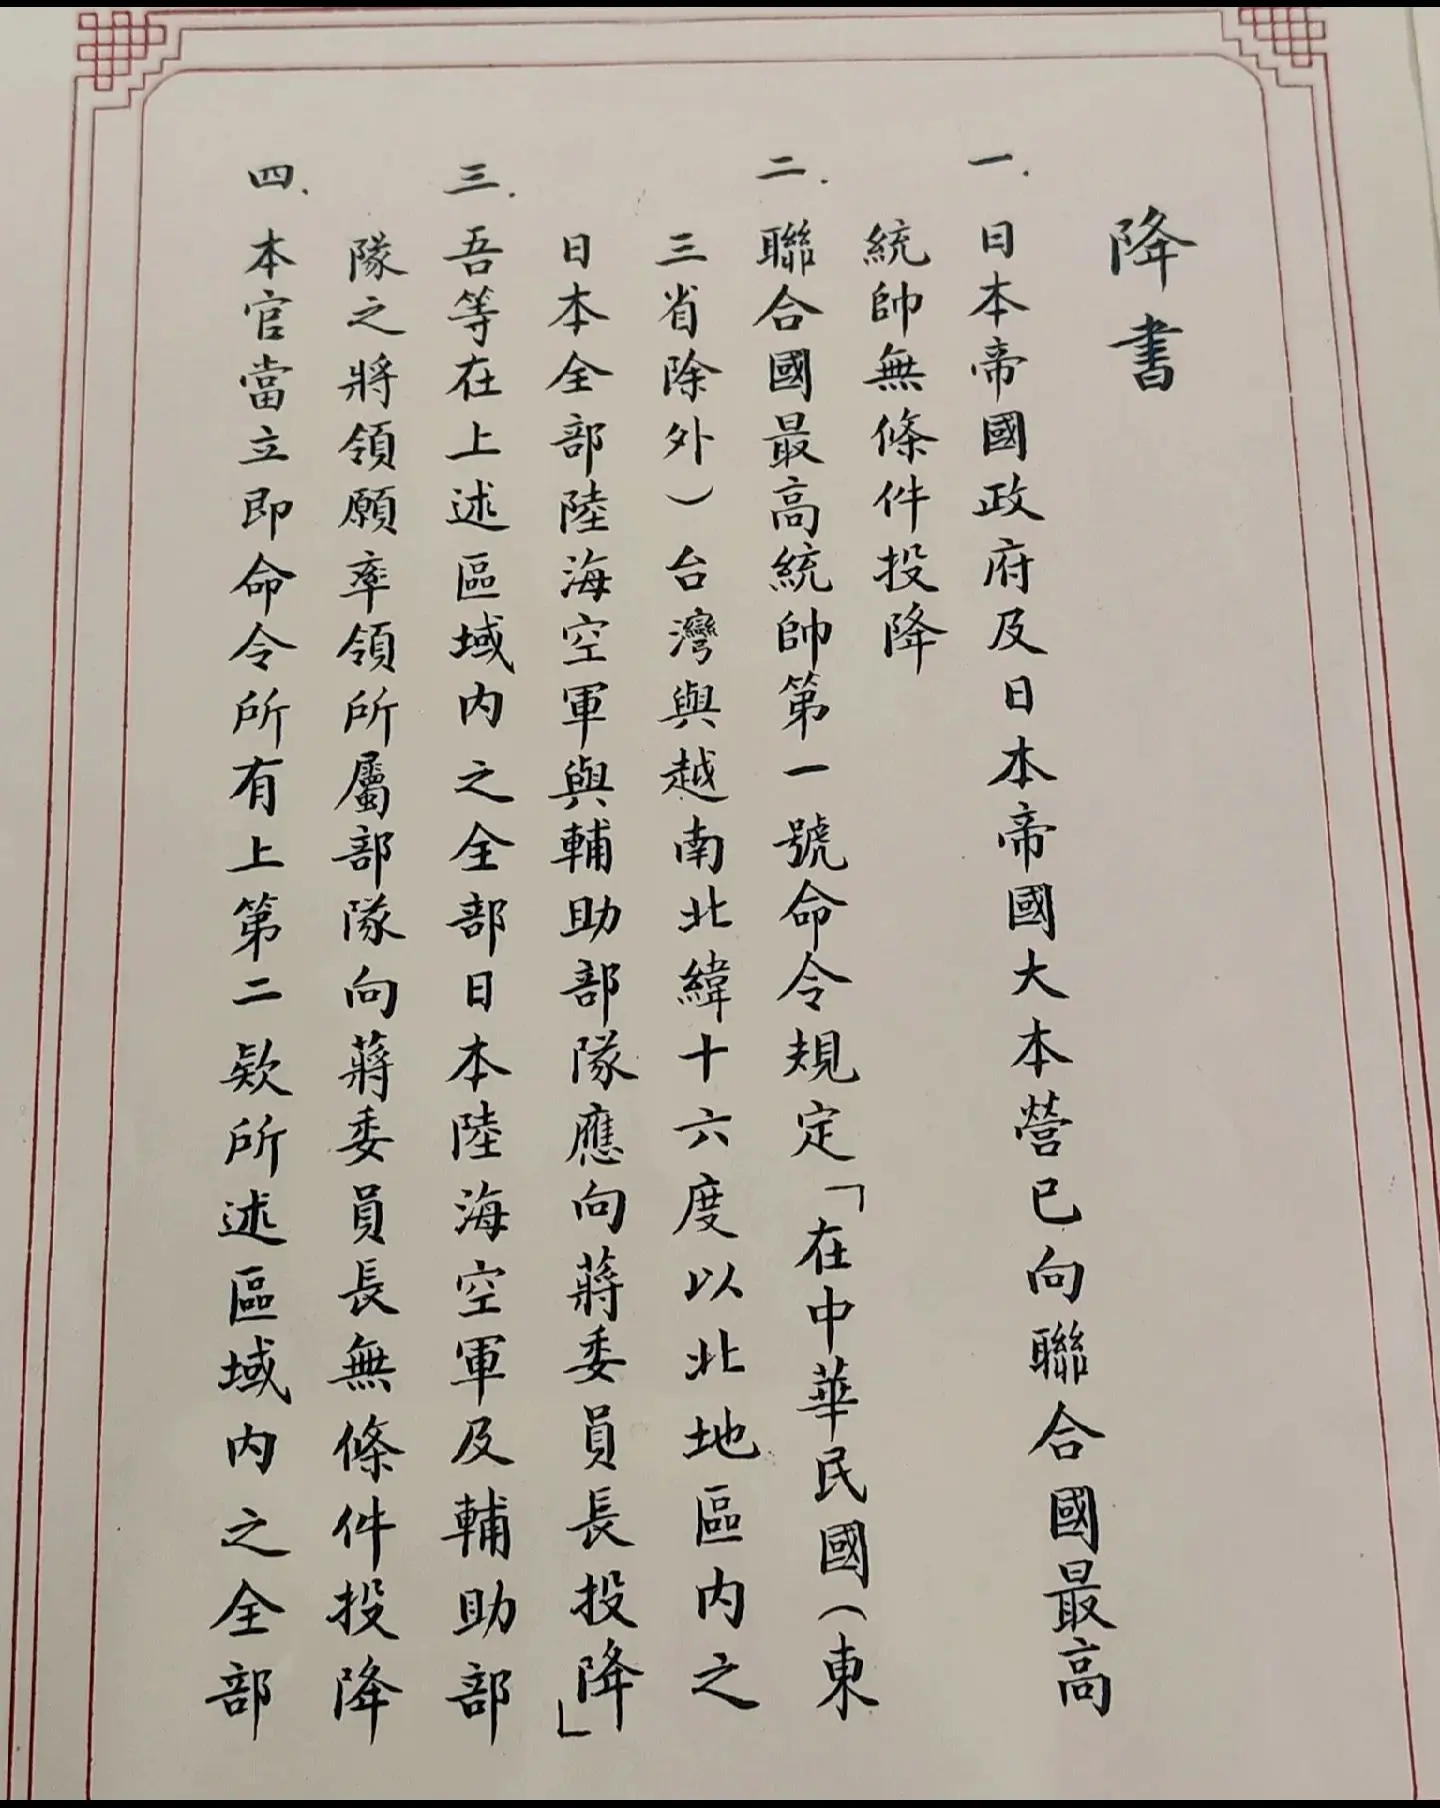 降書
一.日本帝國政府及日本帝國大本營已向聯合國最高
統帥無條件投降
二.聯合國最高統帥第一號命令規定「在中華民國(東
三省除外)台灣與越南北緯十六度以北地區內之
日本全部陸海空軍與輔助部隊應向蔣委員長投降」
三.吾等在上述區域內之全部日本陸海空軍及輔助部
隊之將領願率領所屬部隊向蔣委員長無條件投降
四.本官當立即命令所有上第二欵所述區域內之全部